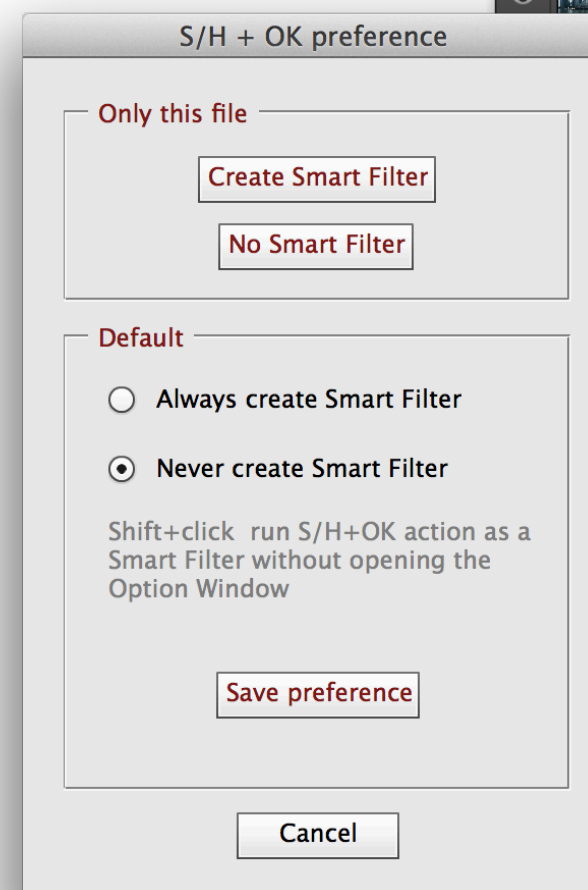 S/H + OK preference
Only this file
Create Smart Filter
No Smart Filter
Default
Always create Smart Filter
Never create Smart Filter
Shift+click  run S/H+OK action as a
Smart Filter without opening the
Option Window
Save preference
Cancel